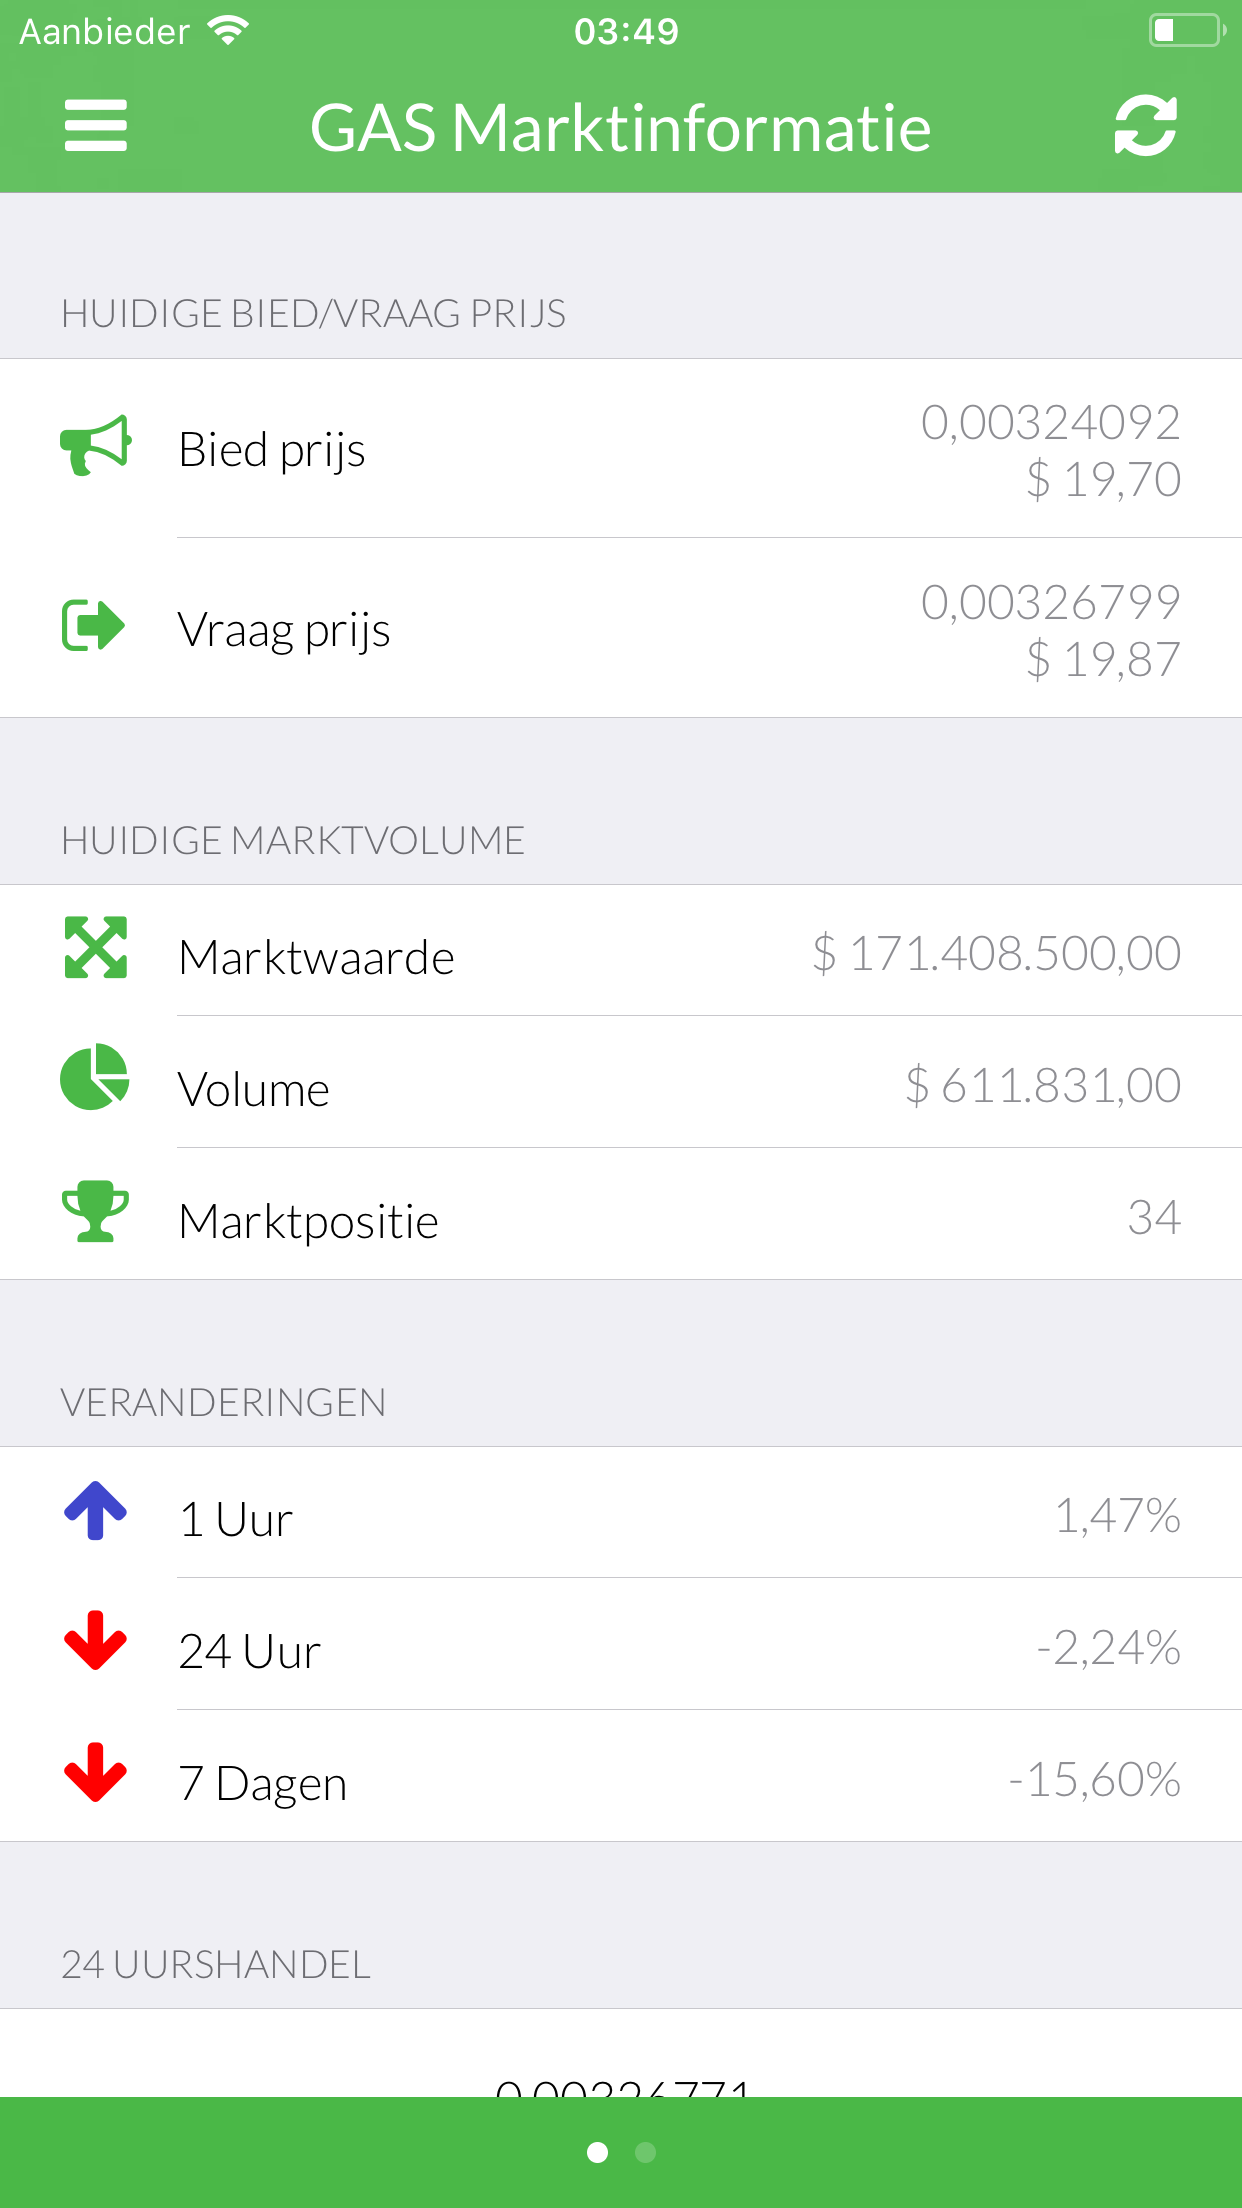 Aanbieder 03:49
GAS Marktinformatie
HUIDIGE BIED/VRAAG PRIJS
Bied prijs
0,00324092
$ 19,70
Vraag prijs
0,00326799
$ 19,87
HUIDIGE MARKTVOLUME
Marktwaarde $ 171.408.500,00
Volume $ 611.831,00
Marktpositie 34
VERANDERINGEN
1 Uur 1,47%
24 Uur -2,24%
7 Dagen -15,60%
24 UURSHANDEL
0,00326771